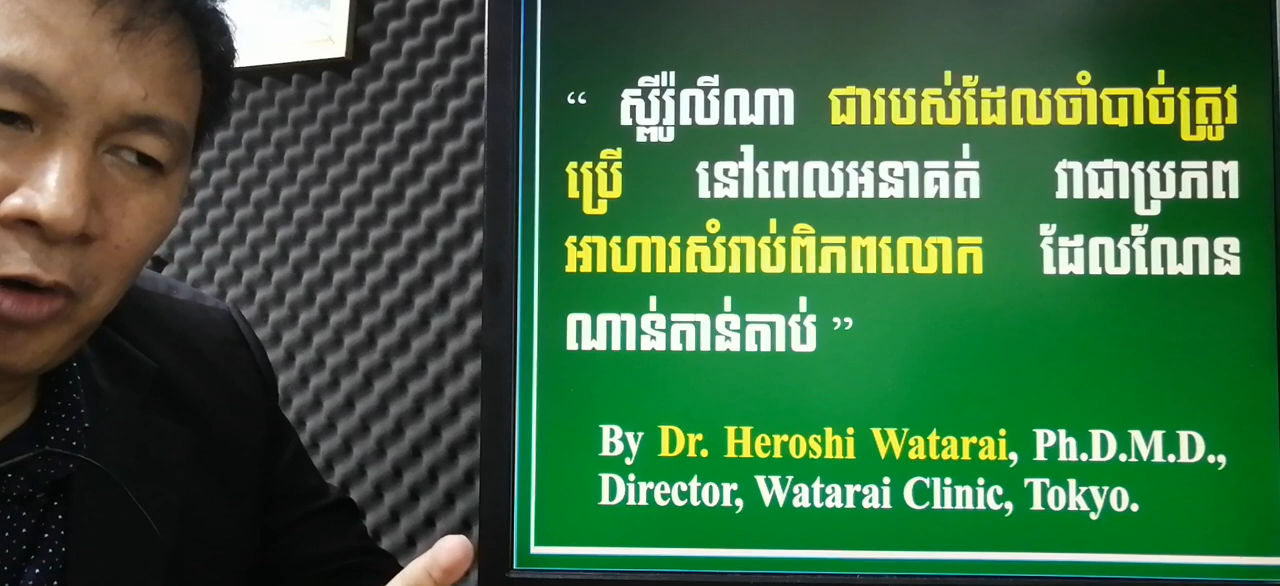 “ ស្ពីរ៉ូលីណា ជារបស់ដែលចាំបាច់ត្រូវ
ប្រើ នៅពេលអនាគត់ វាជាប្រភព
អាហារសំរាប់ពិភពលោក ដែលណែន
ណាន់តាន់តាប់ ”
By Dr. Heroshi Watarai, Ph.D.M.D.,
Director, Watarai Clinic, Tokyo.